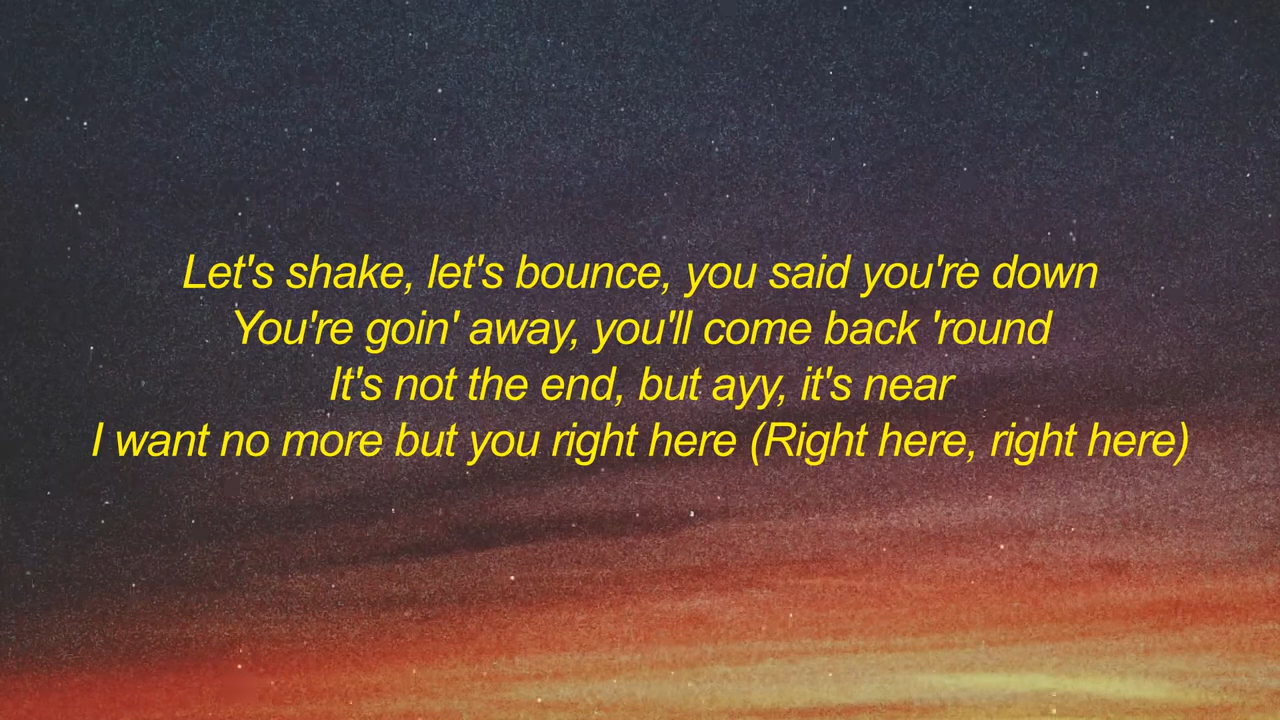 Let's shake, let's bounce, you said you're down
You're goin' away, you'll come back 'round
It's not the end, but ayy, it's near
I want no more but you right here (Right here, right here)